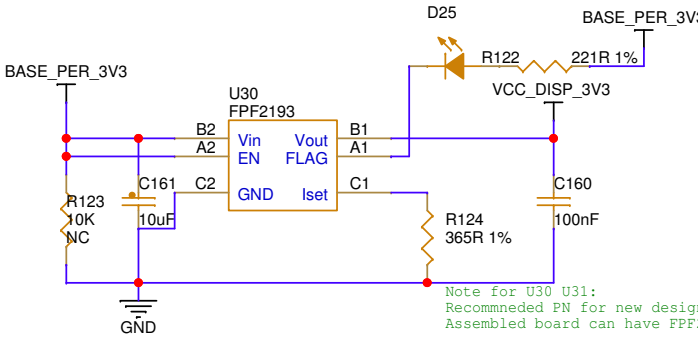 D25
BASE_PER_3V3
R122
221R 1%
BASE_PER_3V3
VCC_DISP_3V3
U30
FPF2193
B2
Vin
Vout
B1
A2
EN
FLAG
A1
C2
GND
Iset
C1
R123
10K
NC
C161
10uF
R124
365R 1%
C160
100nF
GND
Note for U30 U31:
Recommneded PN for new desig
Assembled board can have FPF